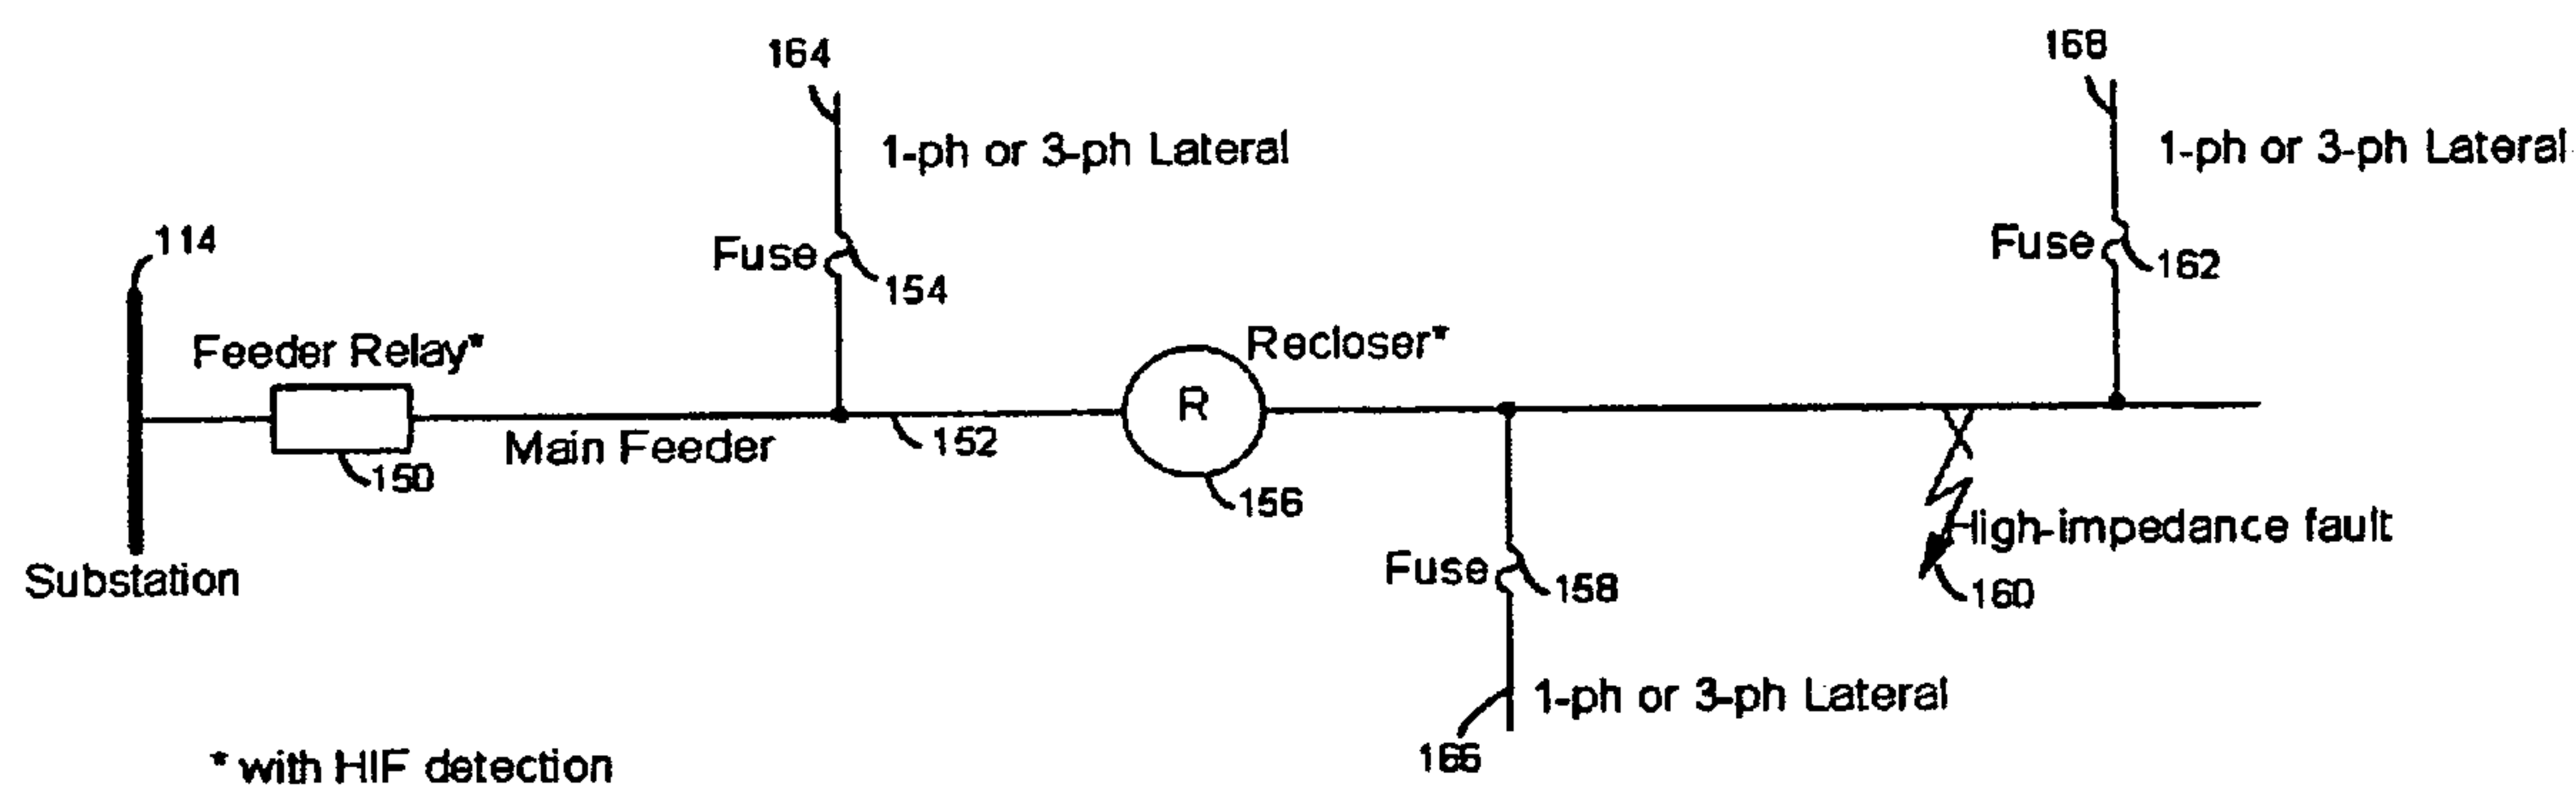 164
168
1-ph or 3-ph Lateral
1-ph or 3-ph Lateral
114
Fuse
154
Fuse
162
Feeder Relay*
Recloser*
R
Main Feeder
152
150
156
High-impedance fault
Substation
Fuse
158
160
1-ph or 3-ph Lateral
166
* with HIF detection